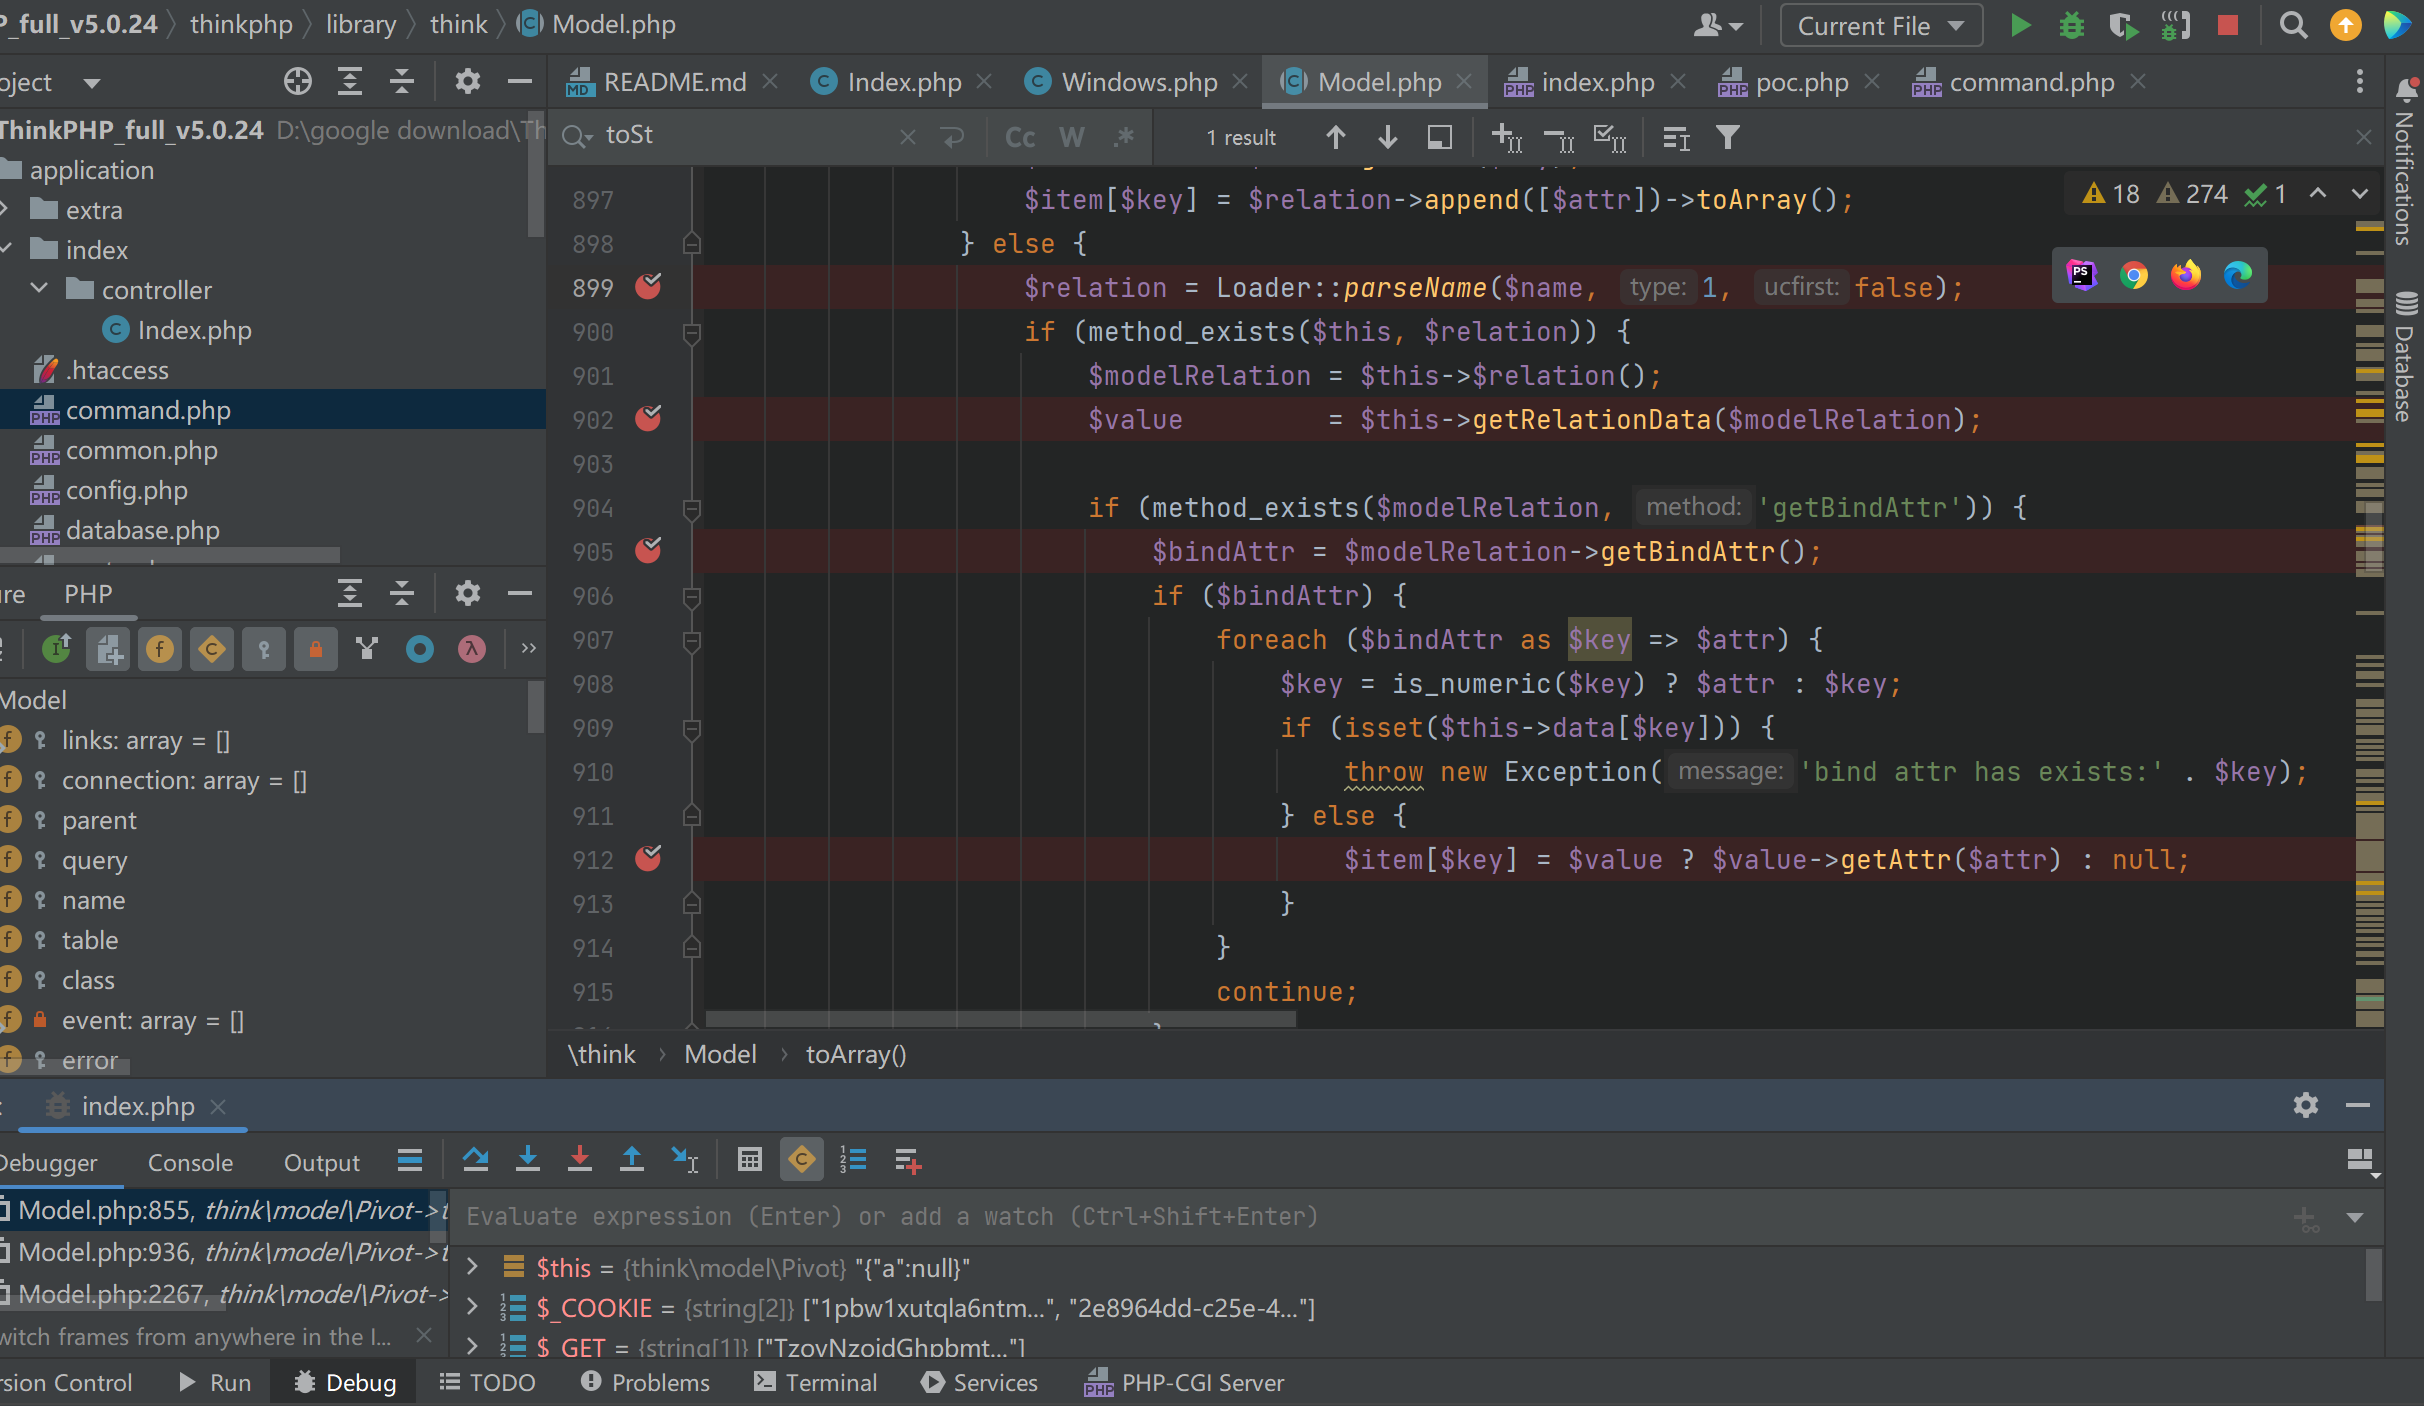 P_full_v5.0.24 〉 thinkphp 〉 library 〉 think 〉 Model.php
Current File
oject
README.md
Index.php
Windows.php
Model.php
index.php
poc.php
command.php
toSt
Cc W .*
1 result
ThinkPHP_full_v5.0.24 D:\google download\Th
application
extra
index
controller
Index.php
.htaccess
command.php
common.php
config.php
database.php
18 274 1
897 $item[$key] = $relation->append([$attr])->toArray();
898 } else {
899 $relation = Loader::parseName($name, type: 1, ucfirst: false);
900 if (method_exists($this, $relation)) {
901 $modelRelation = $this->$relation();
902 $value = $this->getRelationData($modelRelation);
903
904 if (method_exists($modelRelation, method: 'getBindAttr')) {
905 $bindAttr = $modelRelation->getBindAttr();
906 if ($bindAttr) {
907 foreach ($bindAttr as $key => $attr) {
908 $key = is_numeric($key) ? $attr : $key;
909 if (isset($this->data[$key])) {
910 throw new Exception( message: 'bind attr has exists:' . $key);
911 } else {
912 $item[$key] = $value ? $value->getAttr($attr) : null;
913 }
914 }
915 continue;
Notifications
Database
\think › Model › toArray()
ure PHP
Model
links: array = []
connection: array = []
parent
query
name
table
class
event: array = []
error
index.php
Debugger Console Output
Model.php:855, think\model\Pivot->t
Model.php:936, think\model\Pivot->t
Model.php:2267, think\model\Pivot->
witch frames from anywhere in the I...
Evaluate expression (Enter) or add a watch (Ctrl+Shift+Enter)
$this = {think\model\Pivot} "{"a":null}"
$_COOKIE = {string[2]} ["1pbw1xutqla6ntm...", "2e8964dd-c25e-4..."]
$_GET = {string[1]} ["TzoyNzoidGhpbmt..."]
rsion Control Run Debug TODO Problems Terminal Services PHP-CGI Server